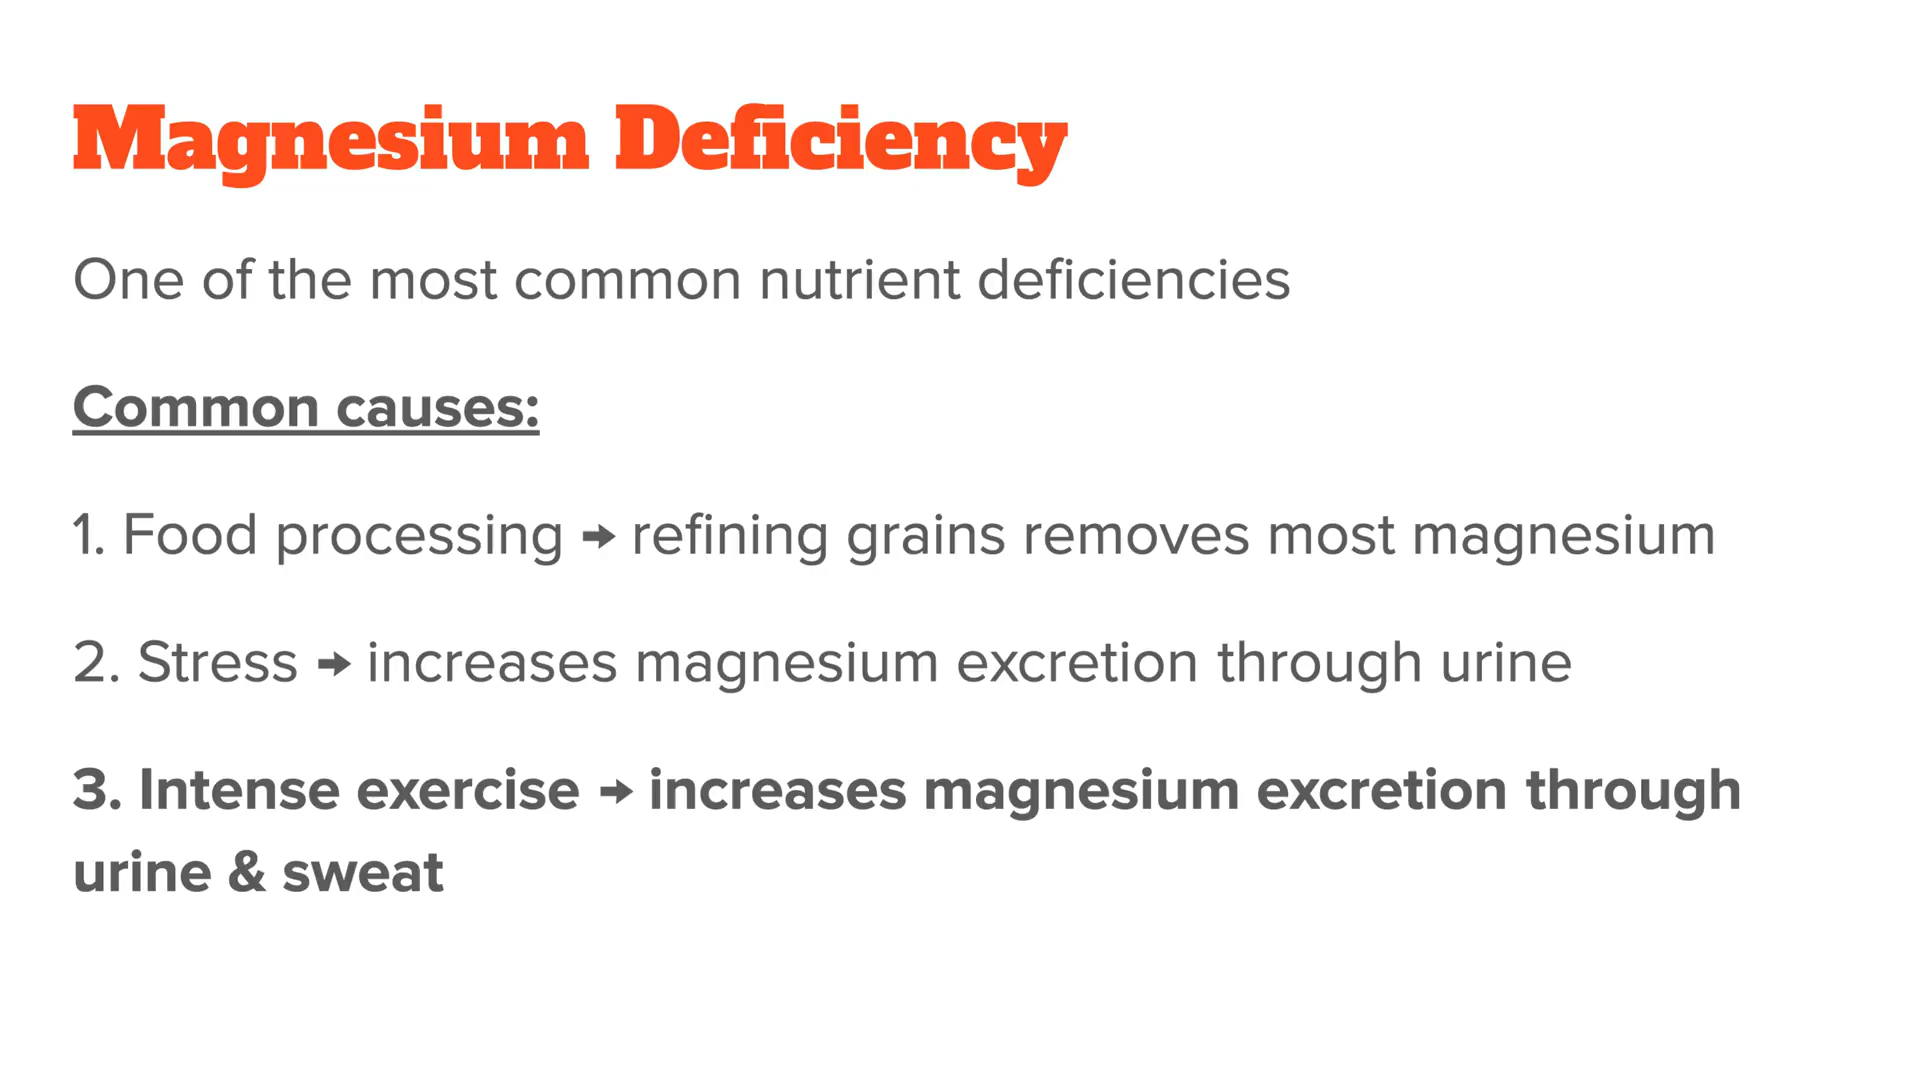 Magnesium Deficiency
One of the most common nutrient deficiencies
Common causes:
1. Food processing → refining grains removes most magnesium
2. Stress → increases magnesium excretion through urine
3. Intense exercise → increases magnesium excretion through
urine & sweat